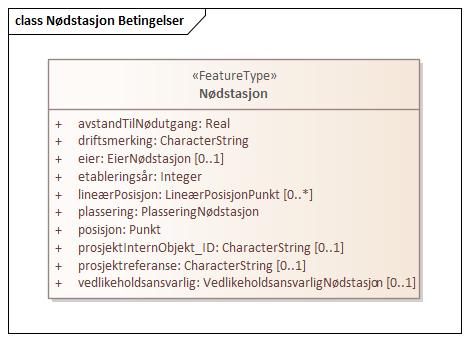 class Nødstasjon Betingelser
«FeatureType»
Nødstasjon
+ avstandTilNødutgang: Real
+ driftsmerking: CharacterString
+ eier: EierNødstasjon [0..1]
+ etableringsår: Integer
+ lineærPosisjon: LineærPosisjonPunkt [0..*]
+ plassering: PlasseringNødstasjon
+ posisjon: Punkt
+ prosjektInternObjekt_ID: CharacterString [0..1]
+ prosjektreferanse: CharacterString [0..1]
+ vedlikeholdsansvarlig: VedlikeholdsansvarligNødstasjon [0..1]